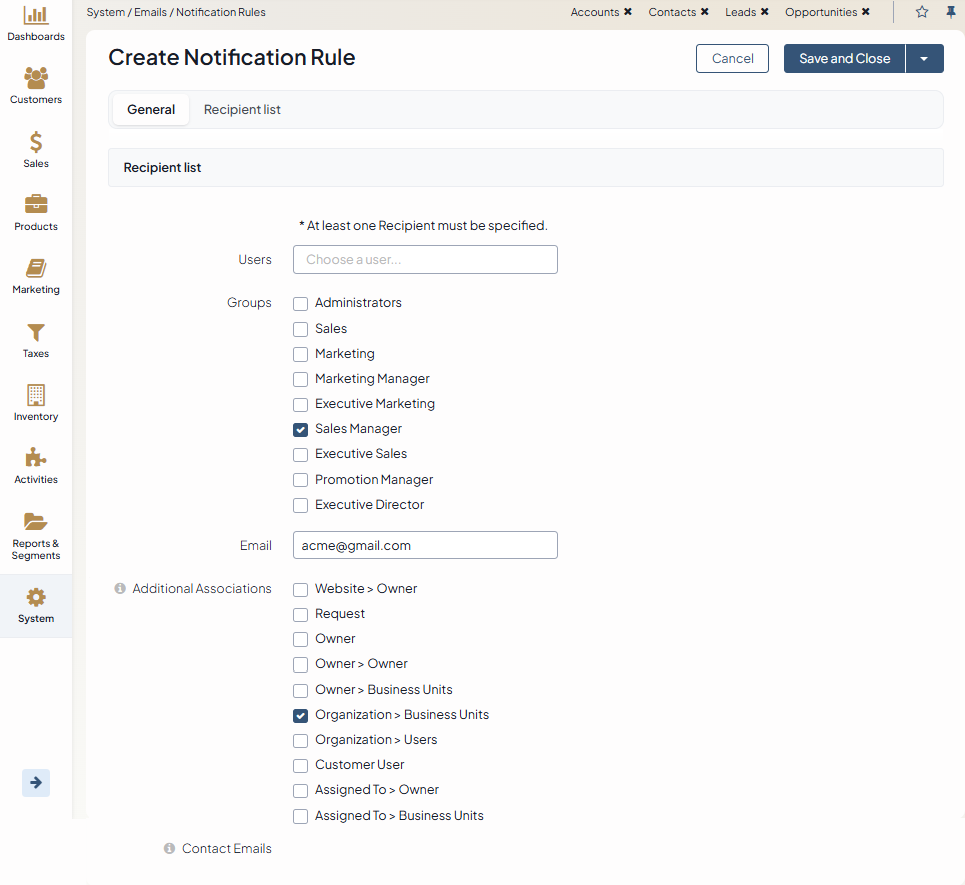 System / Emails / Notification Rules
Accounts ✖ Contacts ✖ Leads ✖ Opportunities ✖
Dashboards
Customers
Sales
Products
Marketing
Taxes
Inventory
Activities
Reports &
Segments
System
Create Notification Rule
Cancel
Save and Close
General Recipient list
Recipient list
* At least one Recipient must be specified.
Users Choose a user...
Groups Administrators
Sales
Marketing
Marketing Manager
Executive Marketing
Sales Manager
Executive Sales
Promotion Manager
Executive Director
Email acme@gmail.com
Additional Associations Website > Owner
Request
Owner
Owner > Owner
Owner > Business Units
Organization > Business Units
Organization > Users
Customer User
Assigned To > Owner
Assigned To > Business Units
Contact Emails